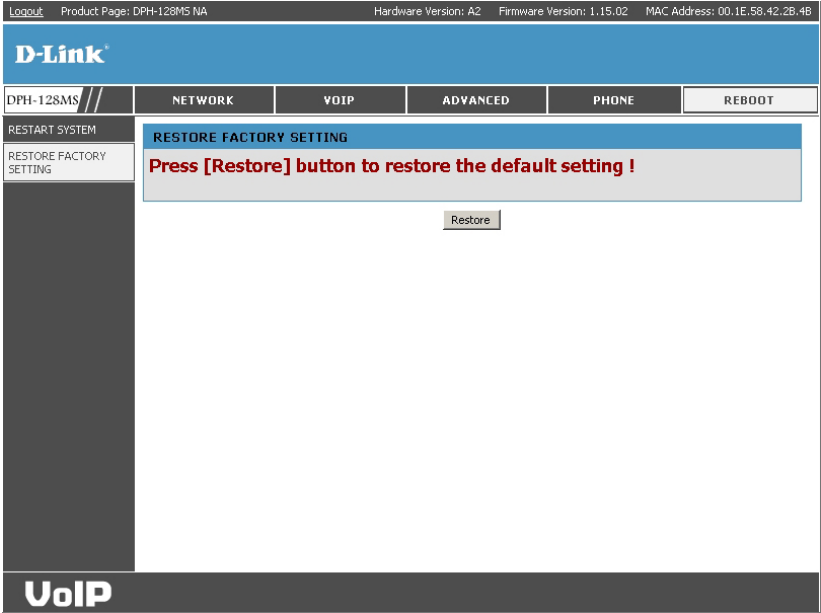 Logout Product Page: DPH-128MS NA Hardware Version: A2 Firmware Version: 1.15.02 MAC Address: 00.1E.58.42.2B.4B
D-Link
DPH-128MS NETWORK VOIP ADVANCED PHONE REBOOT
RESTART SYSTEM
RESTORE FACTORY
SETTING
RESTORE FACTORY SETTING
Press [Restore] button to restore the default setting !
Restore
VoIP